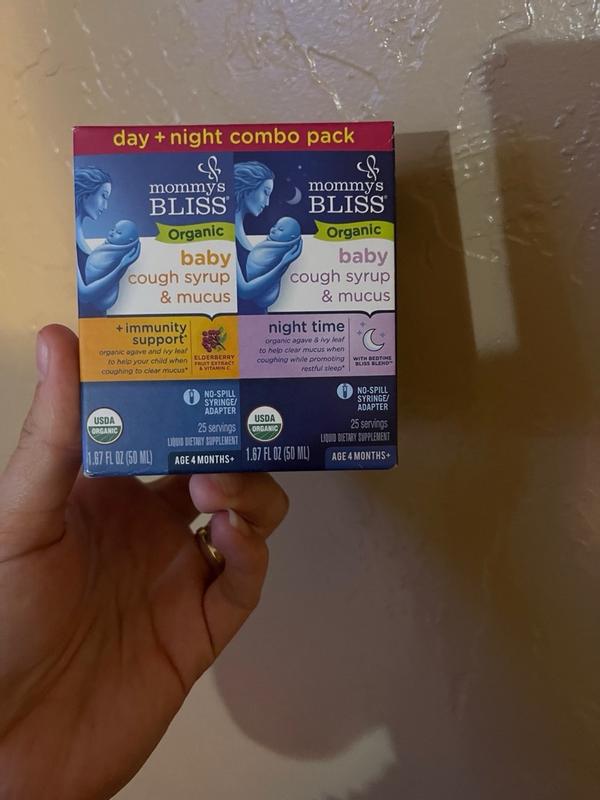 day + night combo pack
mommy's
BLISS®
Organic
baby
cough syrup
& mucus
+ immunity
support*
organic agave and ivy leaf
to help your child when
coughing to clear mucus*
ELDERBERRY
FRUIT EXTRACT
& VITAMIN C
NO-SPILL
SYRINGE/
ADAPTER
USDA
ORGANIC
25 servings
LIQUID DIETARY SUPPLEMENT
1.67 FL OZ (50 ML)
AGE 4 MONTHS+
mommy's
BLISS®
Organic
baby
cough syrup
& mucus
night time
organic agave & ivy leaf
to help clear mucus when
coughing while promoting
restful sleep*
WITH BEDTIME
BLISS BLEND™
NO-SPILL
SYRINGE/
ADAPTER
USDA
ORGANIC
25 servings
LIQUID DIETARY SUPPLEMENT
1.67 FL OZ (50 ML)
AGE 4 MONTHS+